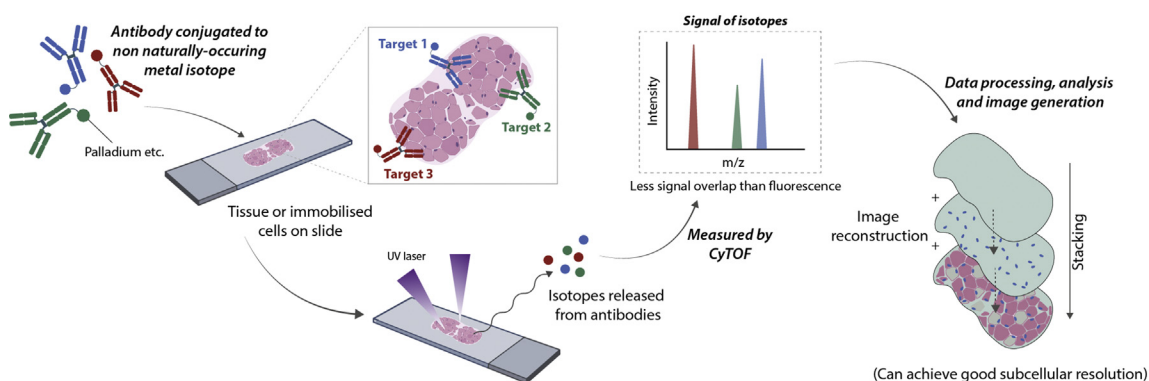 Antibody conjugated to
non naturally-occuring
metal isotope
Palladium etc.
Tissue or immobilised
cells on slide
Target 1
Target 2
Target 3
UV laser
Isotopes released
from antibodies
Measured by
CyTOF
Signal of isotopes
Intensity
m/z
Less signal overlap than fluorescence
Data processing, analysis
and image generation
+
Image
reconstruction
+
Stacking
(Can achieve good subcellular resolution)